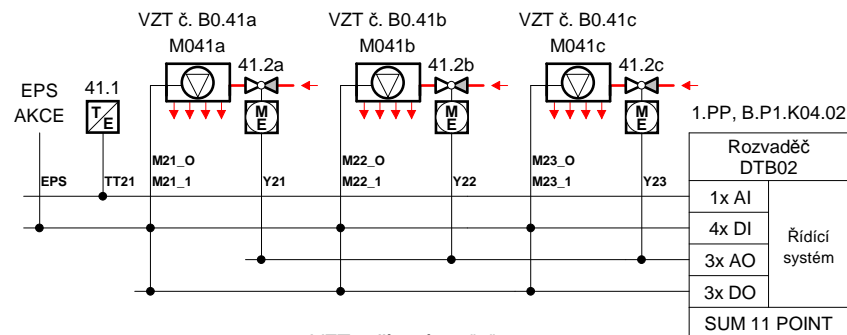 VZT č. B0.41a
VZT č. B0.41b
VZT č. B0.41c
M041a
M041b
M041c
EPS
AKCE
41.1
41.2a
41.2b
41.2c
T
E
M
E
M
E
M
E
1.PP, B.P1.K04.02
Rozvaděč
DTB02
M21_O
M21_1
M22_O
M22_1
M23_O
M23_1
EPS
TT21
Y21
Y22
Y23
1x AI
4x DI
3x AO
3x DO
Řídící
systém
SUM 11 POINT